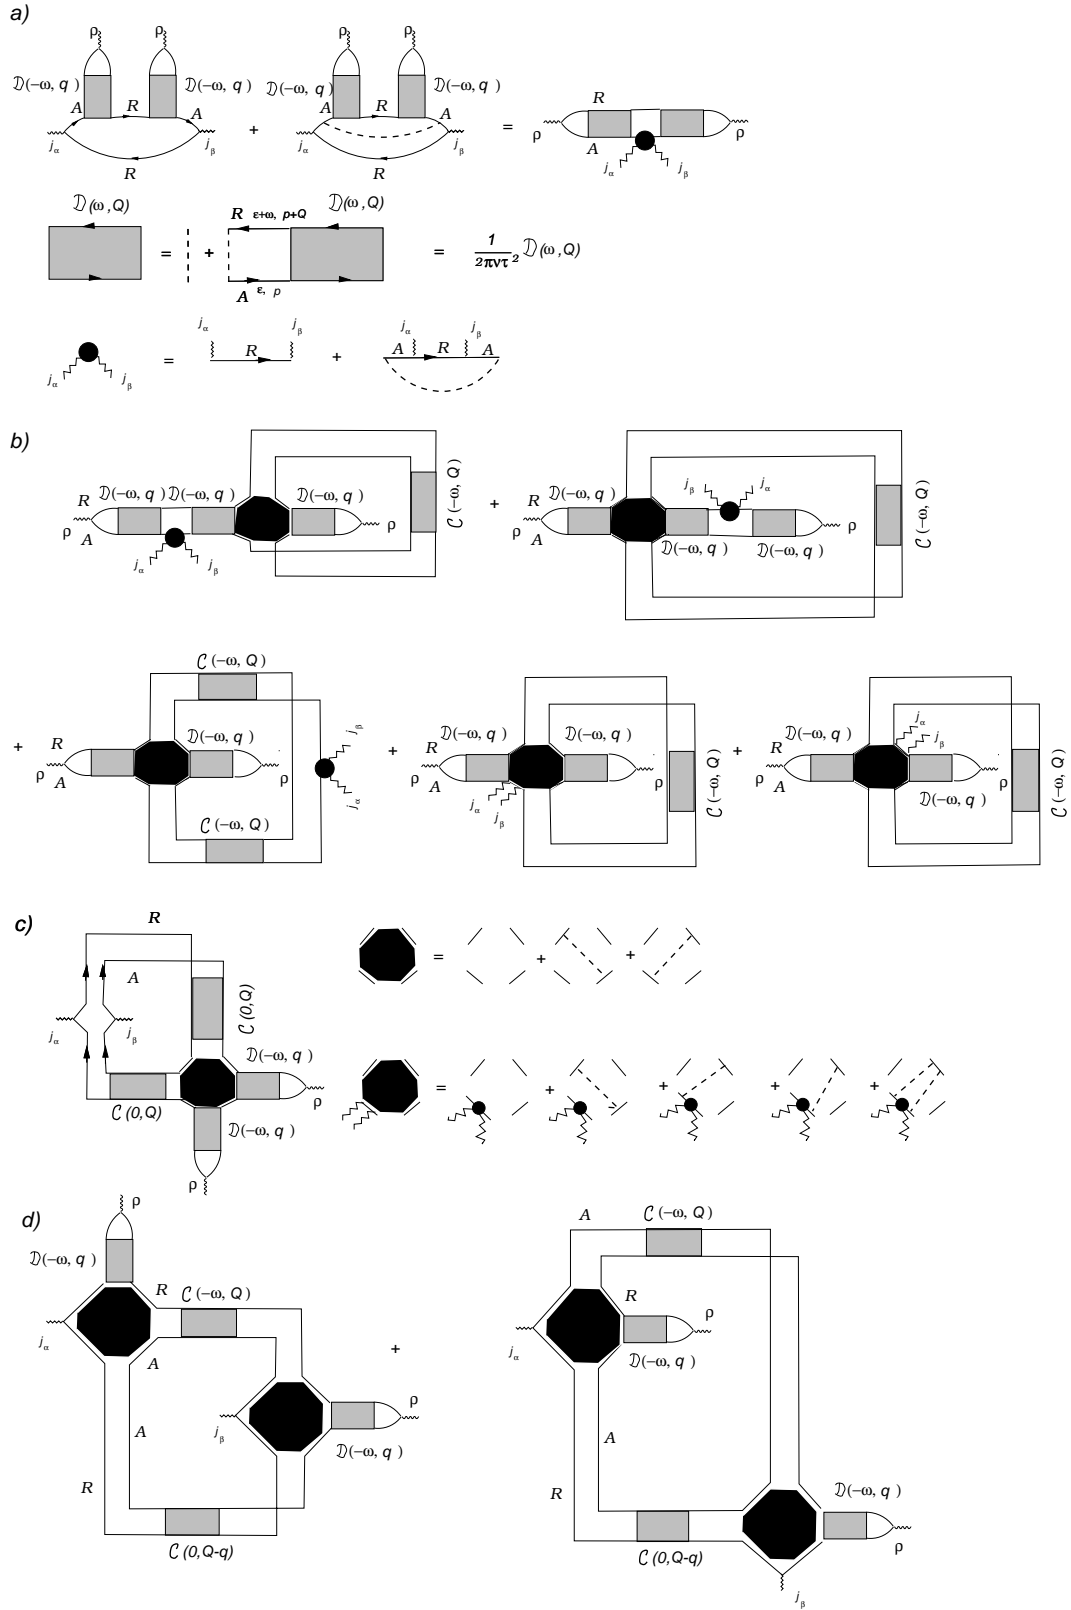 a)
ρ ρ ρ ρ
𝒟(−ω, q ) 𝒟(−ω, q ) 𝒟(−ω, q ) 𝒟(−ω, q )
A R A + A R A = ρ R ρ
j_α j_β j_α j_β A
R R j_α j_β
𝒟(ω,Q) R ε+ω, p+Q 𝒟(ω,Q)
= + = 1/2πντ² 𝒟(ω,Q)
A ε, p
j_α j_β j_α j_β
= R + A R A
j_α j_β
b)
R 𝒟(−ω, q ) 𝒟(−ω, q ) 𝒟(−ω, q ) 𝒞(−ω, Q) + R 𝒟(−ω, q ) j_β j_α 𝒞(−ω, Q)
ρ A ρ ρ A ρ
j_α j_β 𝒟(−ω, q ) 𝒟(−ω, q )
𝒞(−ω, Q)
+ R 𝒟(−ω, q ) j_β + R 𝒟(−ω, q ) 𝒟(−ω, q ) + R 𝒟(−ω, q ) j_α j_β
ρ A ρ ρ A ρ 𝒞(−ω, Q) ρ A ρ 𝒞(−ω, Q)
j_α j_α j_β 𝒟(−ω, q )
𝒞(−ω, Q)
c)
R
A = + +
j_α j_β 𝒞(0,Q)
𝒟(−ω, q )
ρ = + + + +
𝒞(0,Q) 𝒟(−ω, q )
ρ
d)
ρ A 𝒞(−ω, Q)
𝒟(−ω, q )
R 𝒞(−ω, Q) R ρ
j_α A + j_α 𝒟(−ω, q )
ρ
j_β
A 𝒟(−ω, q ) A
R R 𝒟(−ω, q )
𝒞(0,Q-q) 𝒞(0,Q-q) ρ
j_β